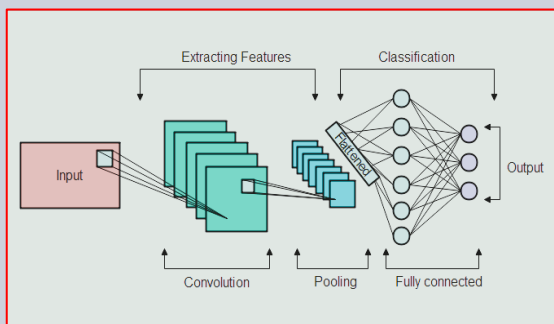 Extracting Features
Classification
Input
Flattened
Output
Convolution
Pooling
Fully connected